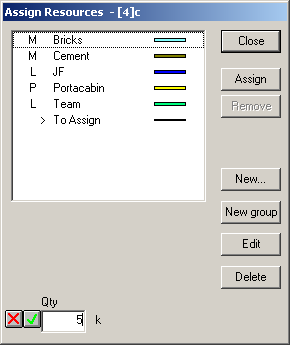 Assign Resources - [4]c
M Bricks
M Cement
L JF
P Portacabin
L Team
> To Assign
Close
Assign
Remove
New...
New group
Edit
Delete
Qty
5 k